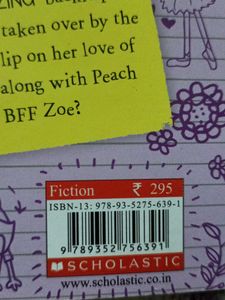 taken over by the
lip on her love of
along with Peach
BFF Zoe?
Fiction ₹ 295
ISBN-13: 978-93-5275-639-1
9 789352 756391
SCHOLASTIC
www.scholastic.co.in